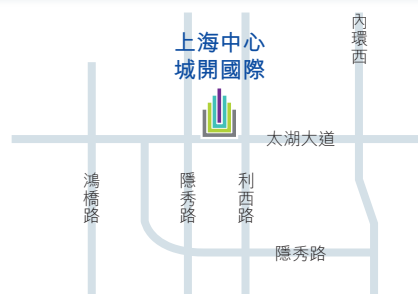 上海中心
城開國際
內環西
太湖大道
鴻橋路
隱秀路
利西路
隱秀路